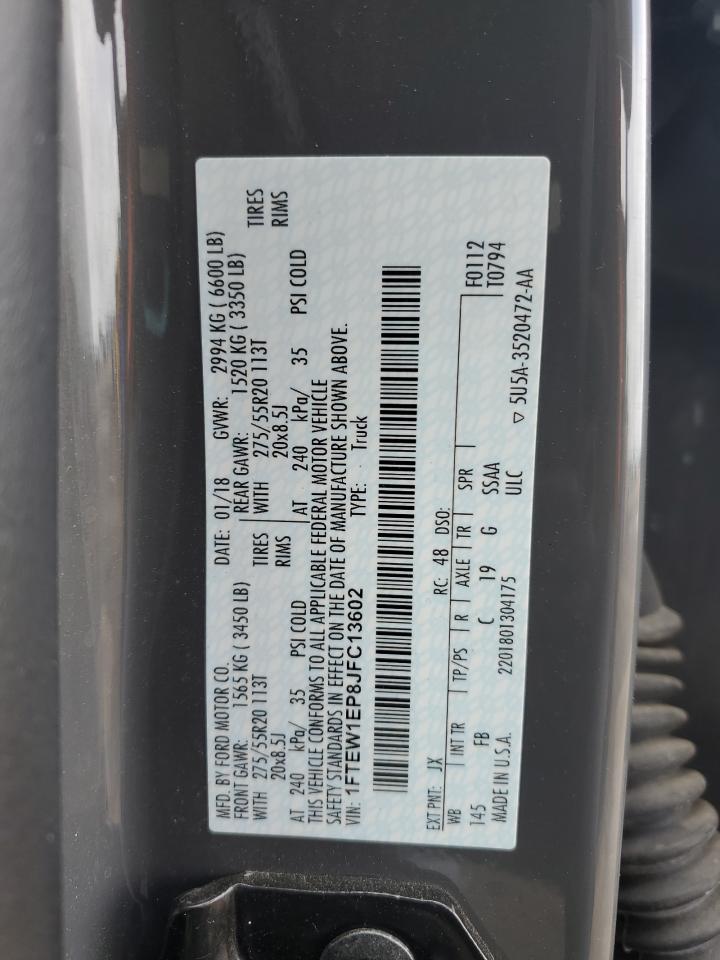 MFD. BY FORD MOTOR CO. DATE: 01/18 GVWR: 2994 KG ( 6600 LB)
FRONT GAWR: 1565 KG ( 3450 LB) REAR GAWR: 1520 KG ( 3350 LB)
WITH 275/55R20 113T TIRES WITH 275/55R20 113T TIRES
20x8.5J RIMS 20x8.5J RIMS
AT 240 kPa/ 35 PSI COLD AT 240 kPa/ 35 PSI COLD
THIS VEHICLE CONFORMS TO ALL APPLICABLE FEDERAL MOTOR VEHICLE
SAFETY STANDARDS IN EFFECT ON THE DATE OF MANUFACTURE SHOWN ABOVE.
VIN: 1FTEW1EP8JFC13602 TYPE: Truck
EXT PNT: JX RC: 48 DSO: F0112
WB INT TR TP/PS R AXLE TR SPR T0794
145 FB C 19 G SSAA
MADE IN U.S.A. 2201801304175 ULC ▽ 5U5A-3520472-AA